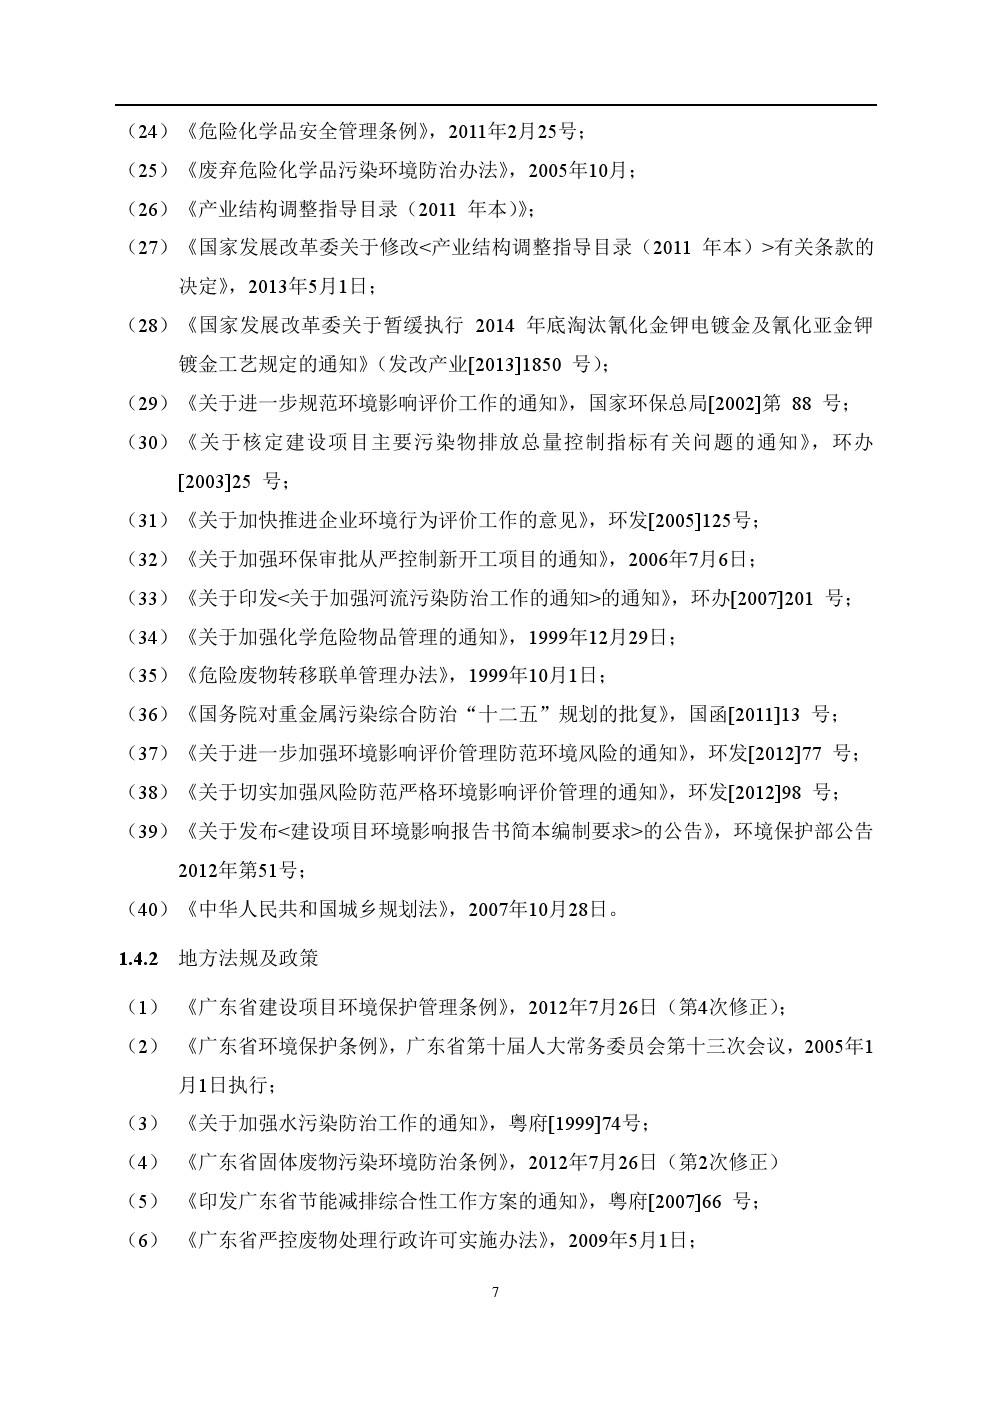 （24）《危险化学品安全管理条例》，2011年2月25号；
（25）《废弃危险化学品污染环境防治办法》，2005年10月；
（26）《产业结构调整指导目录（2011 年本）》；
（27）《国家发展改革委关于修改<产业结构调整指导目录（2011 年本）>有关条款的
决定》，2013年5月1日；
（28）《国家发展改革委关于暂缓执行 2014 年底淘汰氰化金钾电镀金及氰化亚金钾
镀金工艺规定的通知》（发改产业[2013]1850 号）；
（29）《关于进一步规范环境影响评价工作的通知》，国家环保总局[2002]第 88 号；
（30）《关于核定建设项目主要污染物排放总量控制指标有关问题的通知》，环办
[2003]25 号；
（31）《关于加快推进企业环境行为评价工作的意见》，环发[2005]125号；
（32）《关于加强环保审批从严控制新开工项目的通知》，2006年7月6日；
（33）《关于印发<关于加强河流污染防治工作的通知>的通知》，环办[2007]201 号；
（34）《关于加强化学危险物品管理的通知》，1999年12月29日；
（35）《危险废物转移联单管理办法》，1999年10月1日；
（36）《国务院对重金属污染综合防治“十二五”规划的批复》，国函[2011]13 号；
（37）《关于进一步加强环境影响评价管理防范环境风险的通知》，环发[2012]77 号；
（38）《关于切实加强风险防范严格环境影响评价管理的通知》，环发[2012]98 号；
（39）《关于发布<建设项目环境影响报告书简本编制要求>的公告》，环境保护部公告
2012年第51号；
（40）《中华人民共和国城乡规划法》，2007年10月28日。
1.4.2 地方法规及政策
（1）《广东省建设项目环境保护管理条例》，2012年7月26日（第4次修正）；
（2）《广东省环境保护条例》，广东省第十届人大常务委员会第十三次会议，2005年1
月1日执行；
（3）《关于加强水污染防治工作的通知》，粤府[1999]74号；
（4）《广东省固体废物污染环境防治条例》，2012年7月26日（第2次修正）
（5）《印发广东省节能减排综合性工作方案的通知》，粤府[2007]66 号；
（6）《广东省严控废物处理行政许可实施办法》，2009年5月1日；
7